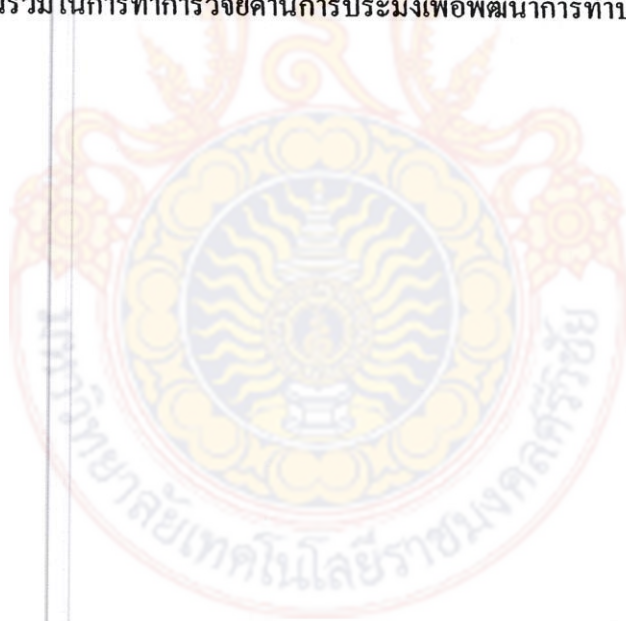 ในการทำการวิจัยด้านการประมงเพื่อพัฒนาการทำ
มหาวิทยาลัยเทคโนโลยีราชมงคลศรีวิชัย